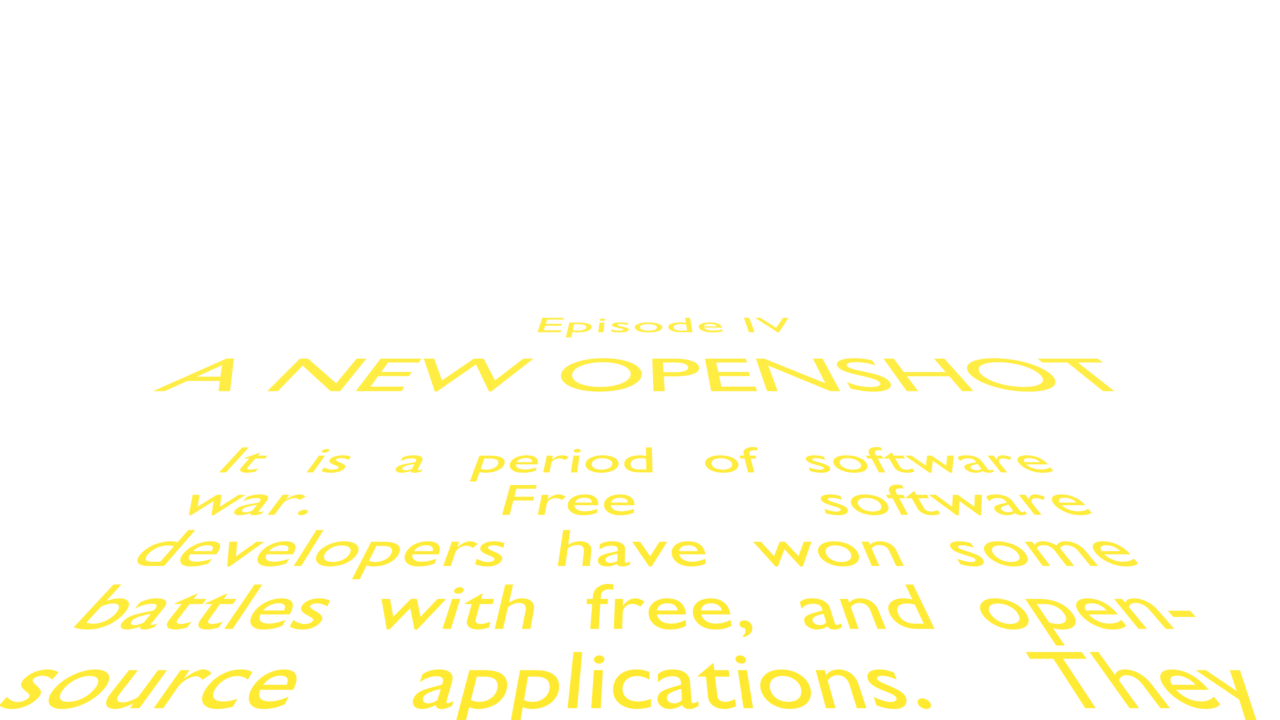 Episode IV
A NEW OPENSHOT
It is a period of software
war. Free software
developers have won some
battles with free, and open-
source applications. They